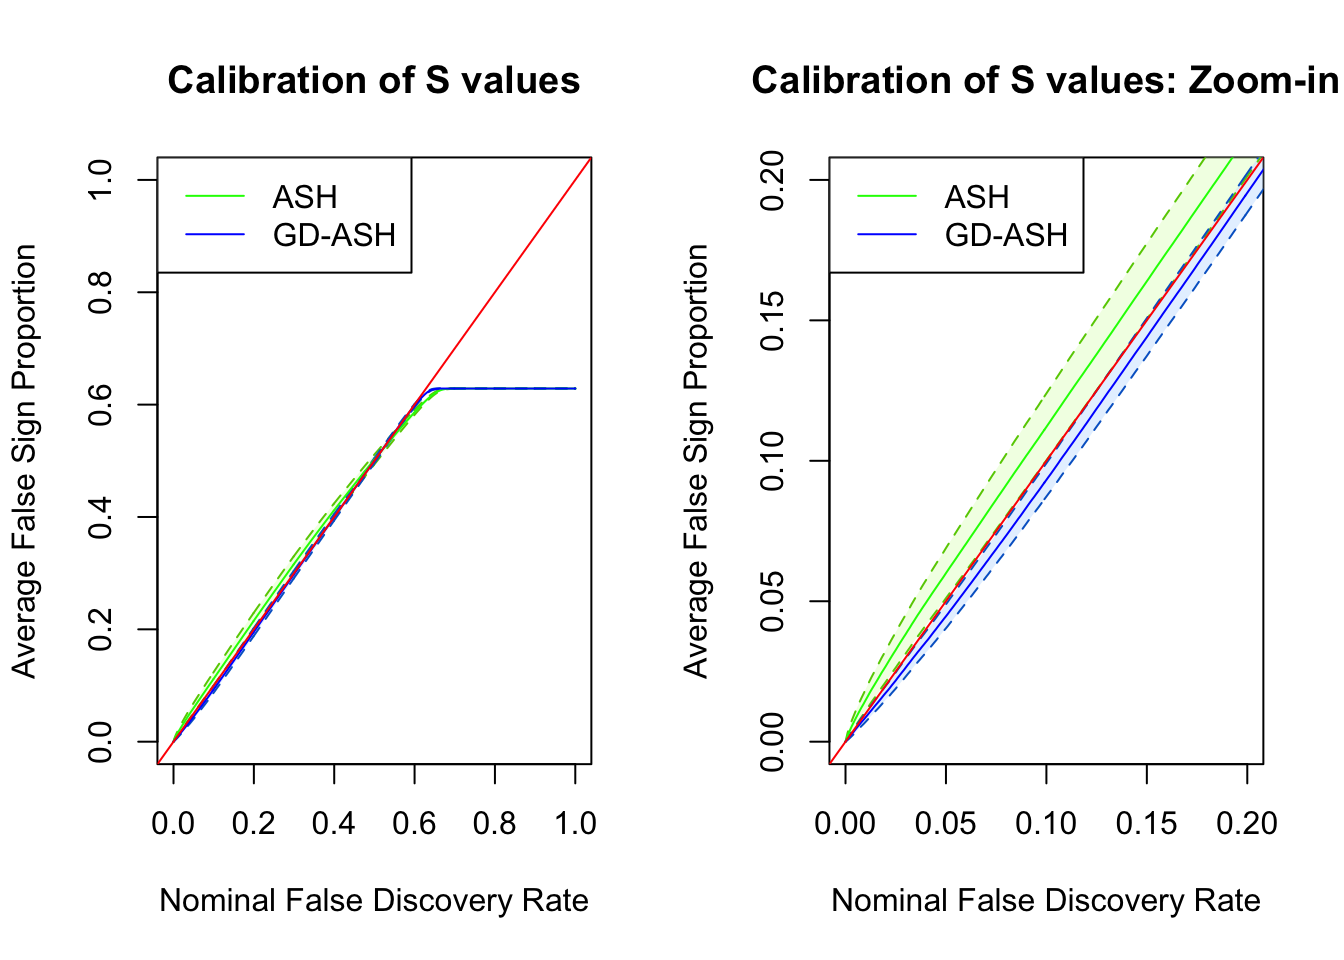 Calibration of S values
ASH
GD-ASH
1.0
0.8
0.6
0.4
0.2
0.0
Average False Sign Proportion
0.0 0.2 0.4 0.6 0.8 1.0
Nominal False Discovery Rate
Calibration of S values: Zoom-in
ASH
GD-ASH
0.20
0.15
0.10
0.05
0.00
Average False Sign Proportion
0.00 0.05 0.10 0.15 0.20
Nominal False Discovery Rate